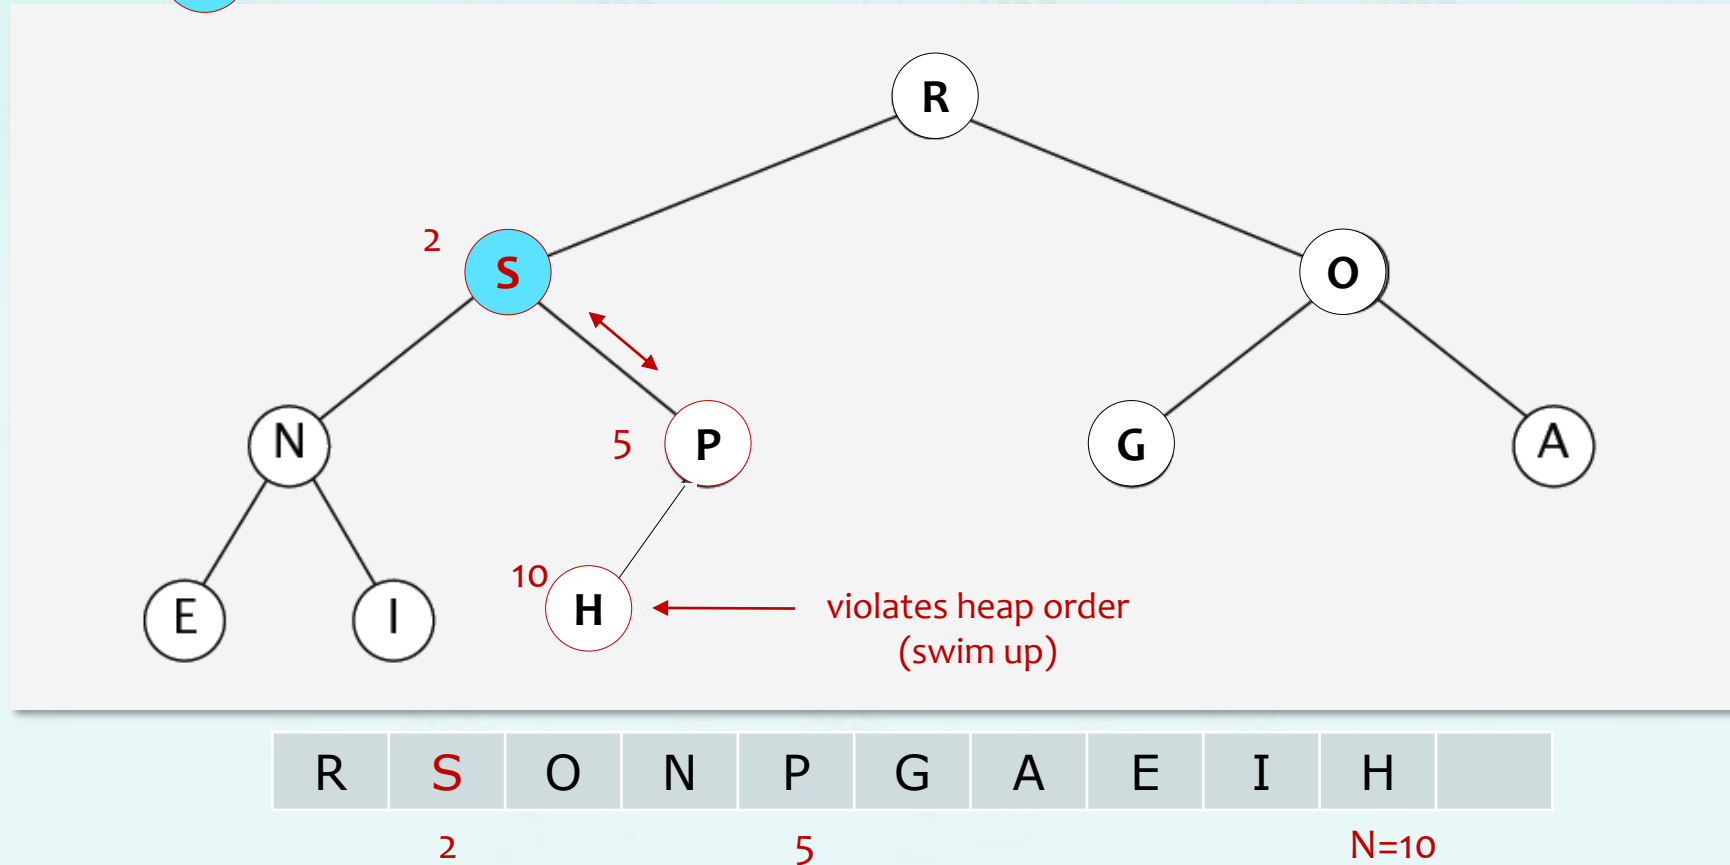 R
2
S
O
N
5
P
G
A
E
I
10
H
violates heap order
(swim up)
R S O N P G A E I H
2 5 N=10